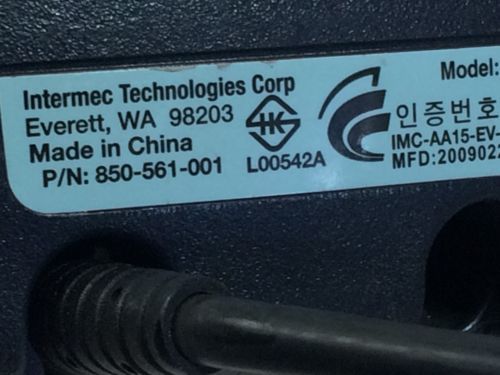 Intermec Technologies Corp
Everett, WA 98203
Made in China
P/N: 850-561-001
L00542A
Model:
인증번호
IMC-AA15-EV-
MFD:2009022